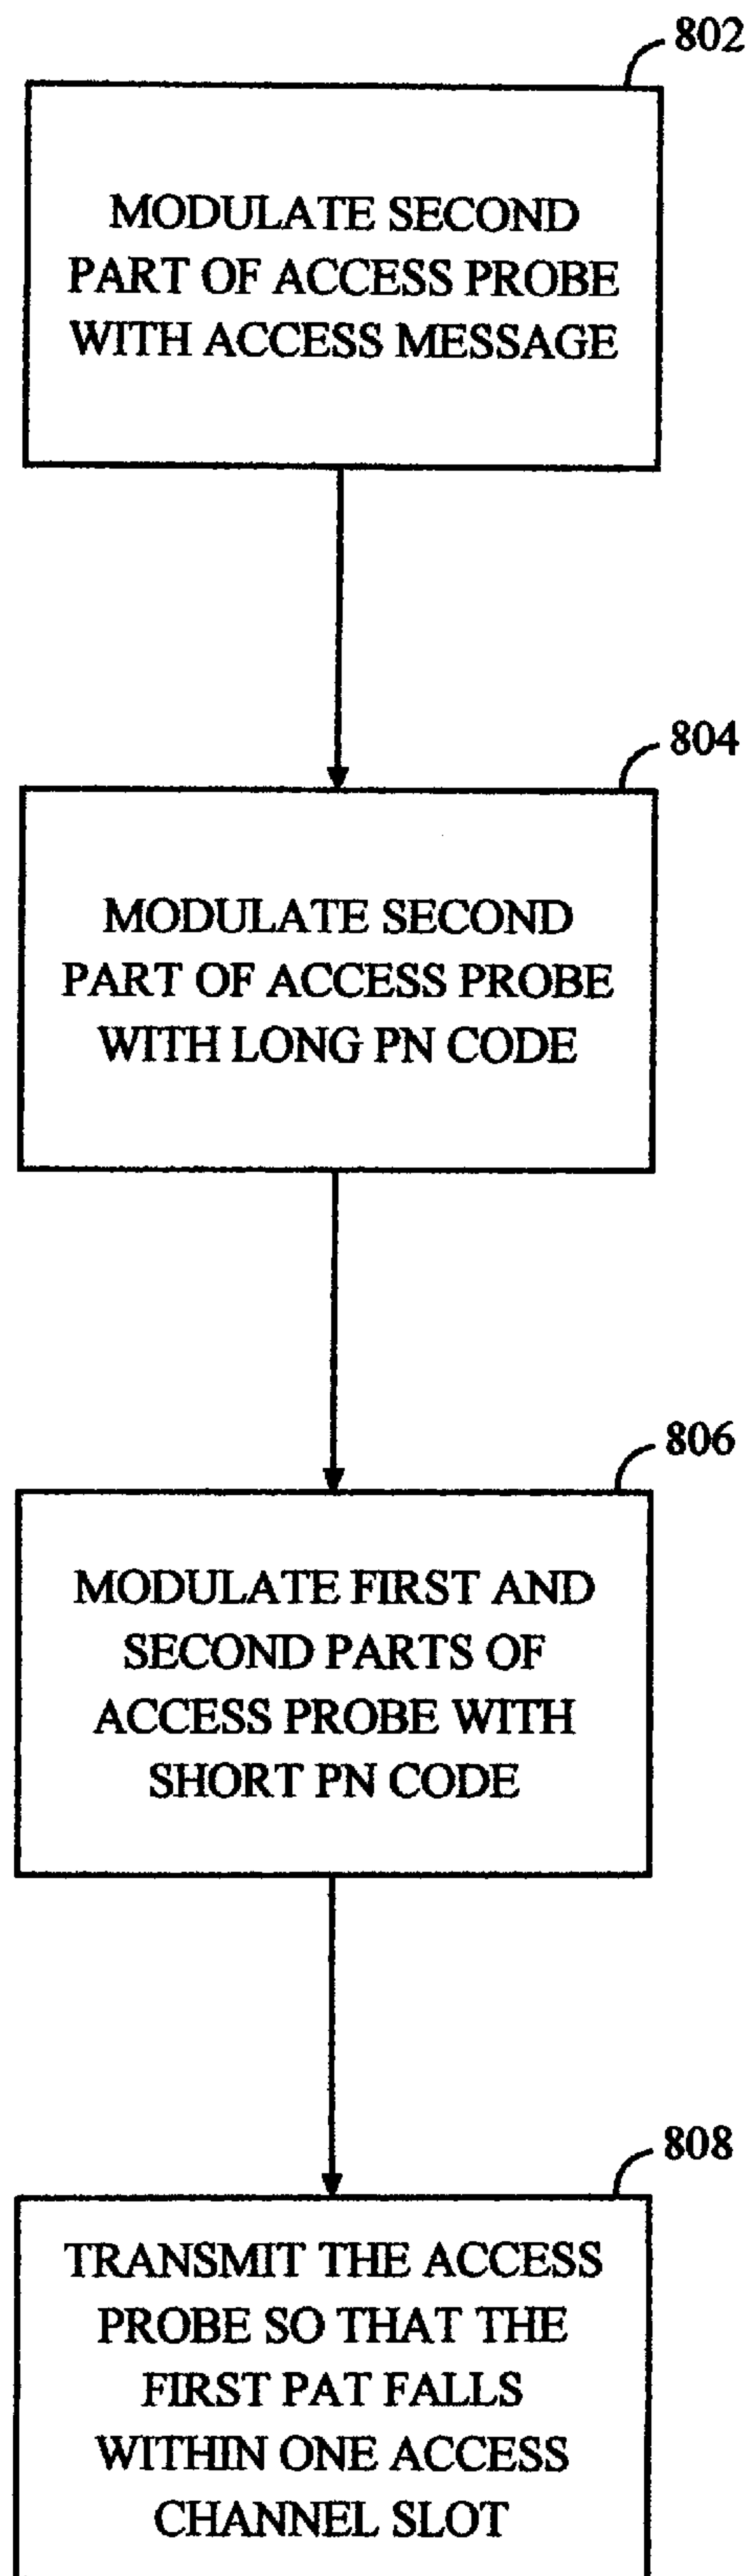 802
MODULATE SECOND
PART OF ACCESS PROBE
WITH ACCESS MESSAGE
804
MODULATE SECOND
PART OF ACCESS PROBE
WITH LONG PN CODE
806
MODULATE FIRST AND
SECOND PARTS OF
ACCESS PROBE WITH
SHORT PN CODE
808
TRANSMIT THE ACCESS
PROBE SO THAT THE
FIRST PAT FALLS
WITHIN ONE ACCESS
CHANNEL SLOT